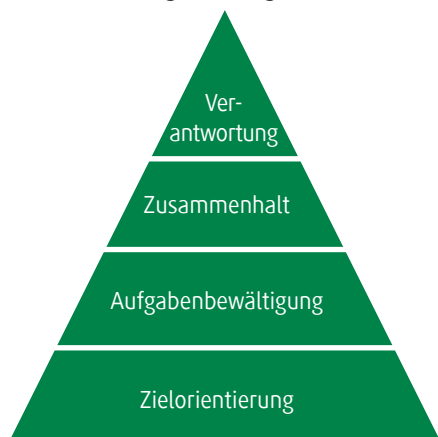 Ver-
antwortung
Zusammenhalt
Aufgabenbewältigung
Zielorientierung